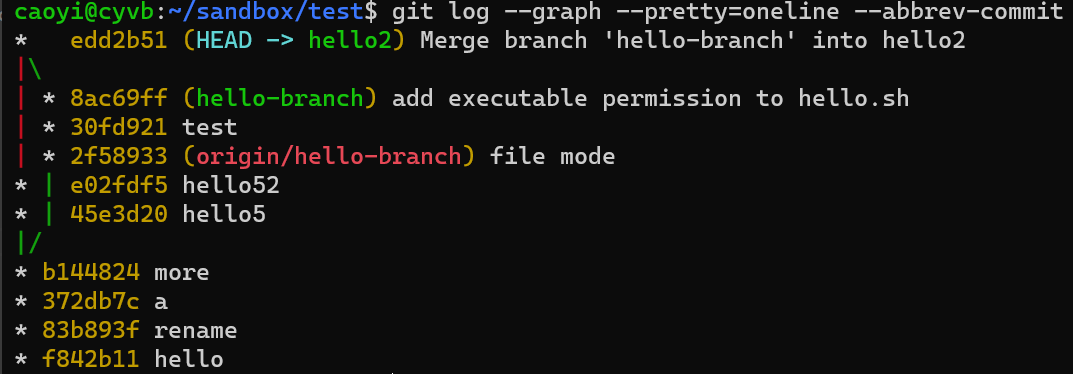 caoyi@cyvb:~/sandbox/test$ git log --graph --pretty=oneline --abbrev-commit
*   edd2b51 (HEAD -> hello2) Merge branch 'hello-branch' into hello2
|\
| * 8ac69ff (hello-branch) add executable permission to hello.sh
| * 30fd921 test
| * 2f58933 (origin/hello-branch) file mode
* | e02fdf5 hello52
* | 45e3d20 hello5
|/
* b144824 more
* 372db7c a
* 83b893f rename
* f842b11 hello